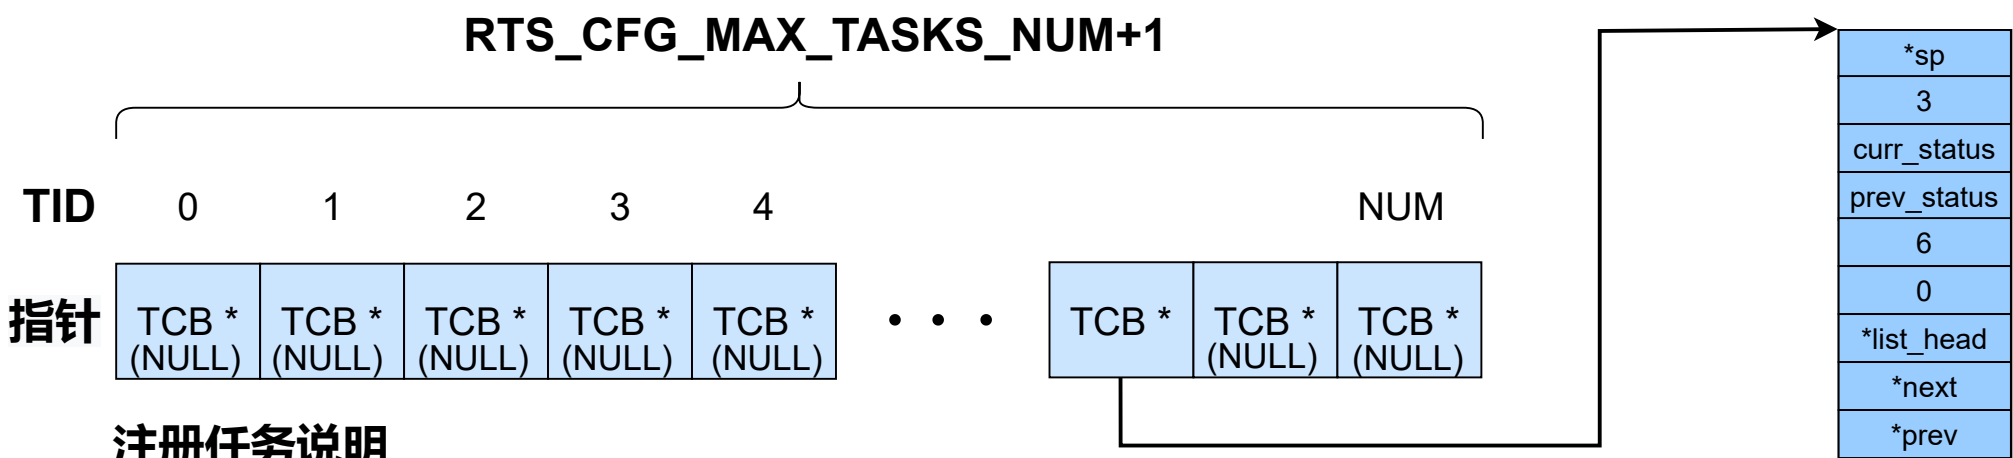 RTS_CFG_MAX_TASKS_NUM+1
TID 0 1 2 3 4 NUM
指针 TCB * TCB * TCB * TCB * TCB * • • • TCB * TCB * TCB *
(NULL) (NULL) (NULL) (NULL) (NULL) (NULL) (NULL)
注册任务说明
*sp
3
curr_status
prev_status
6
0
*list_head
*next
*prev